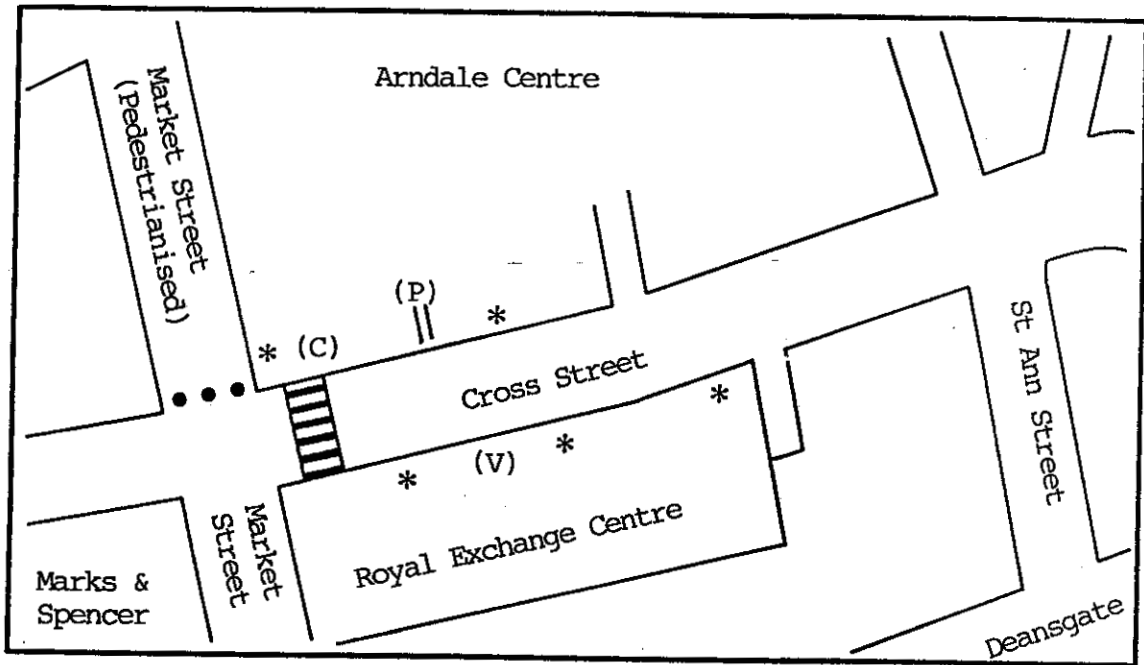 Arndale Centre
Market Street
(Pedestrianised)
(P)
*
* (C)
Cross Street
*
(V)
*
*
St Ann Street
Market
Street
Royal Exchange Centre
Marks &
Spencer
Deansgate